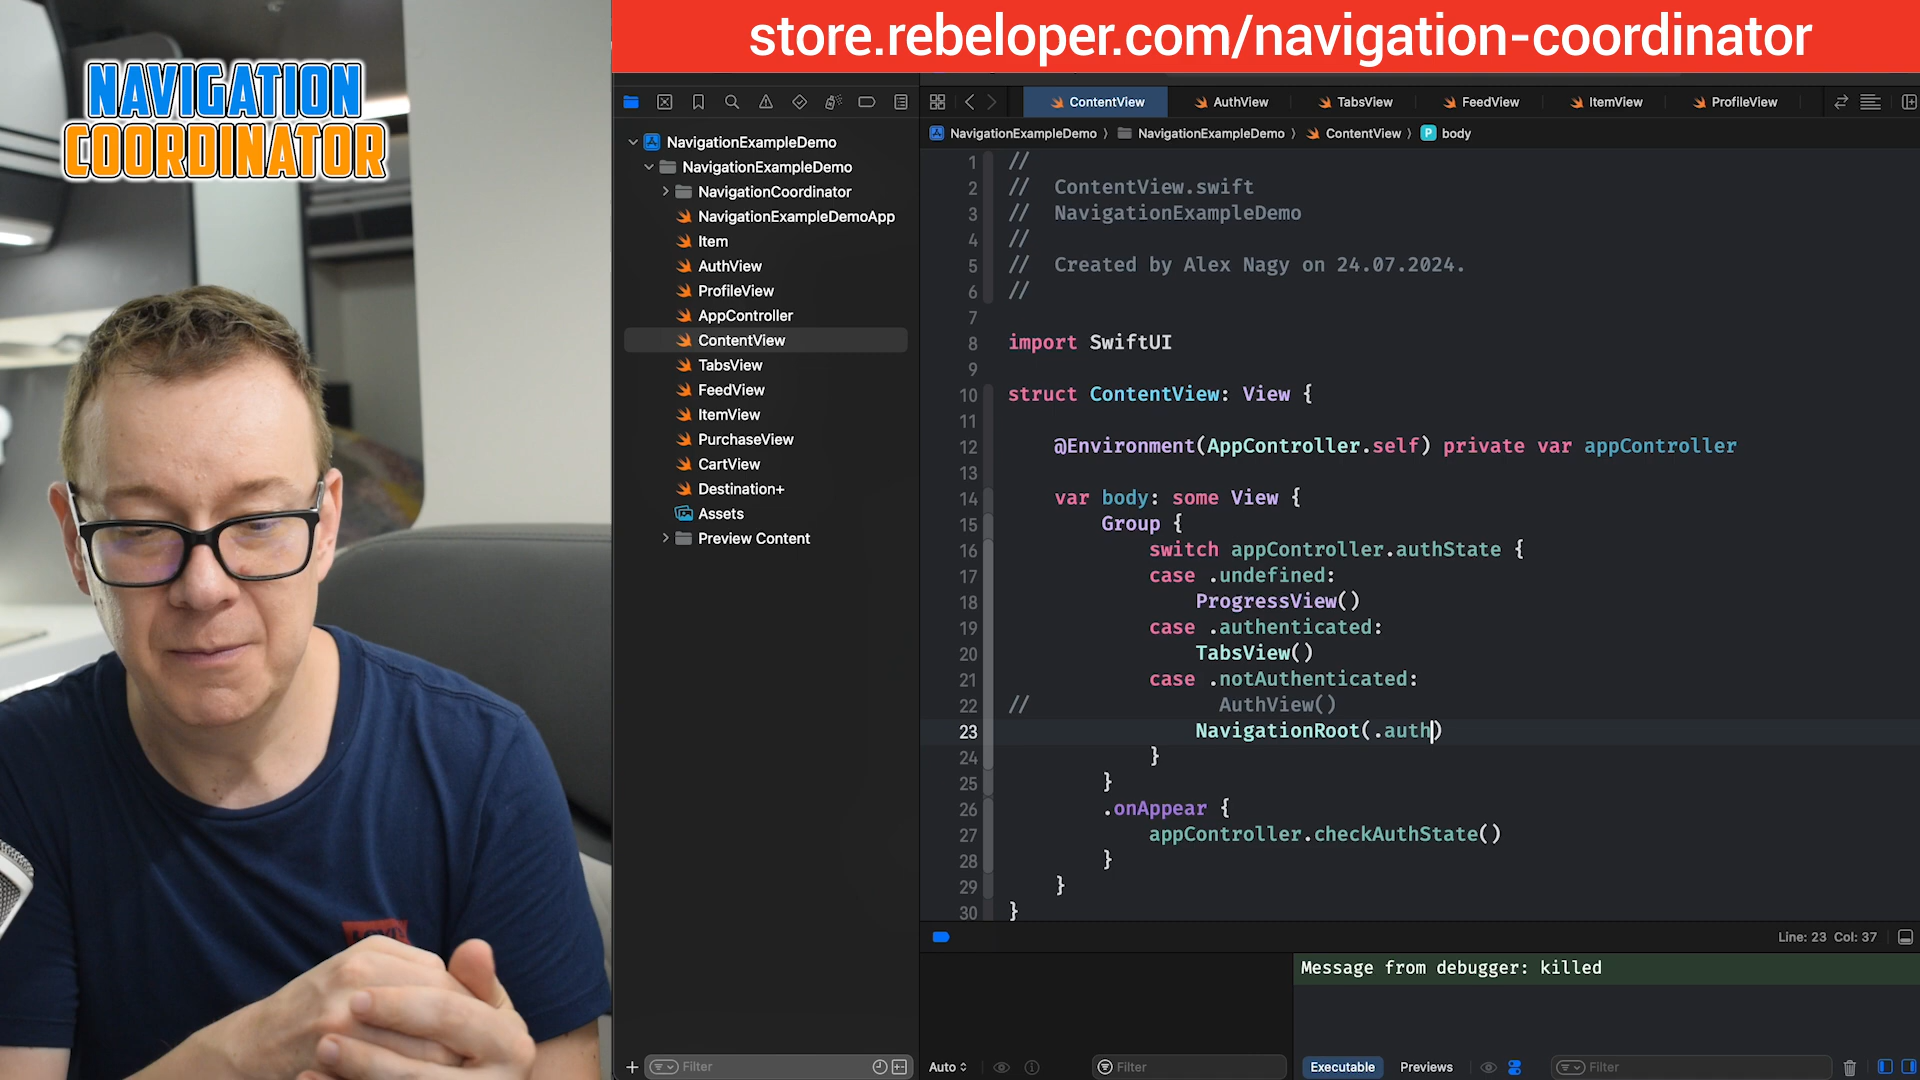 store.rebeloper.com/navigation-coordinator
NAVIGATION
COORDINATOR
NavigationExampleDemo
NavigationExampleDemo
NavigationCoordinator
NavigationExampleDemoApp
Item
AuthView
ProfileView
AppController
ContentView
TabsView
FeedView
ItemView
PurchaseView
CartView
Destination+
Assets
Preview Content
Filter
ContentView AuthView TabsView FeedView ItemView ProfileView
NavigationExampleDemo NavigationExampleDemo ContentView P body
1 //
2 // ContentView.swift
3 // NavigationExampleDemo
4 //
5 // Created by Alex Nagy on 24.07.2024.
6 //
7
8 import SwiftUI
9
10 struct ContentView: View {
11
12 @Environment(AppController.self) private var appController
13
14 var body: some View {
15 Group {
16 switch appController.authState {
17 case .undefined:
18 ProgressView()
19 case .authenticated:
20 TabsView()
21 case .notAuthenticated:
22 // AuthView()
23 NavigationRoot(.auth)
24 }
25 }
26 .onAppear {
27 appController.checkAuthState()
28 }
29 }
30 }
Line: 23 Col: 37
Message from debugger: killed
Auto
Filter
Executable Previews
Filter